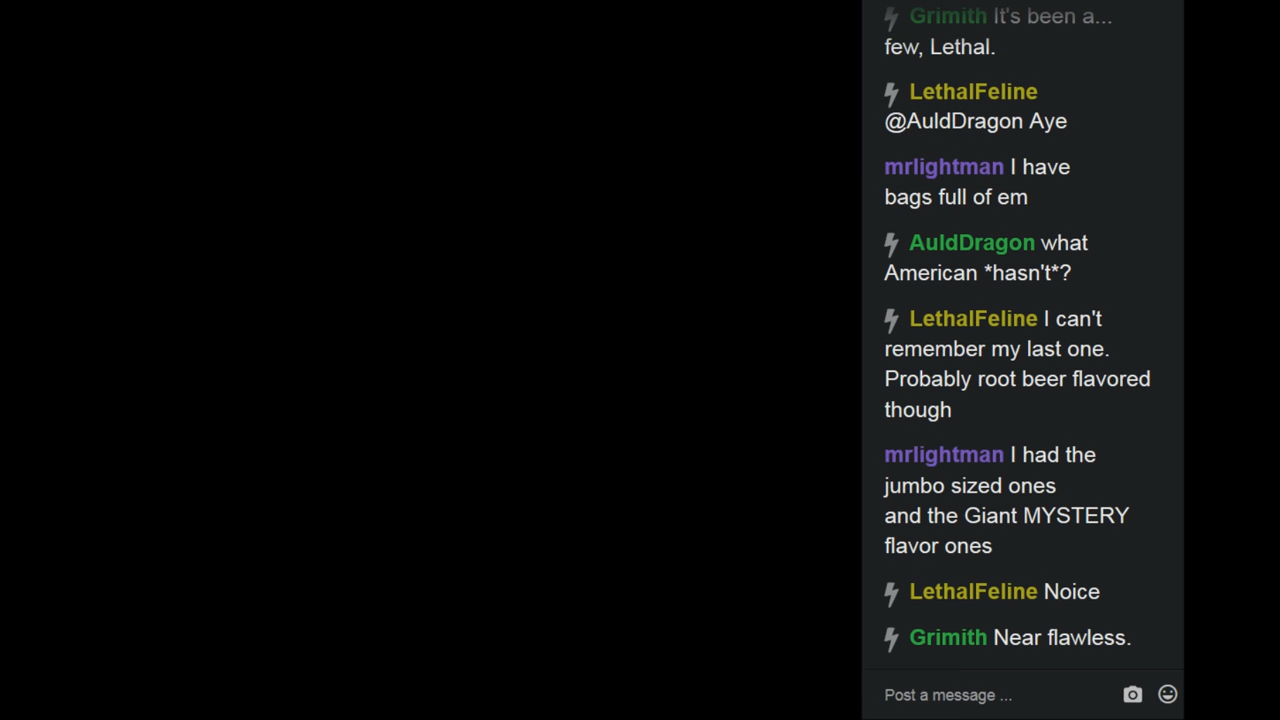 Grimith It's been a...
few, Lethal.
LethalFeline
@AuldDragon Aye
mrlightman I have
bags full of em
AuldDragon what
American *hasn't*?
LethalFeline I can't
remember my last one.
Probably root beer flavored
though
mrlightman I had the
jumbo sized ones
and the Giant MYSTERY
flavor ones
LethalFeline Noice
Grimith Near flawless.
Post a message ...